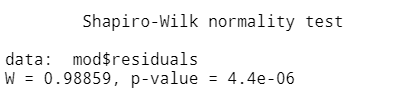 Shapiro-Wilk normality test
data: mod$residuals
W = 0.98859, p-value = 4.4e-06